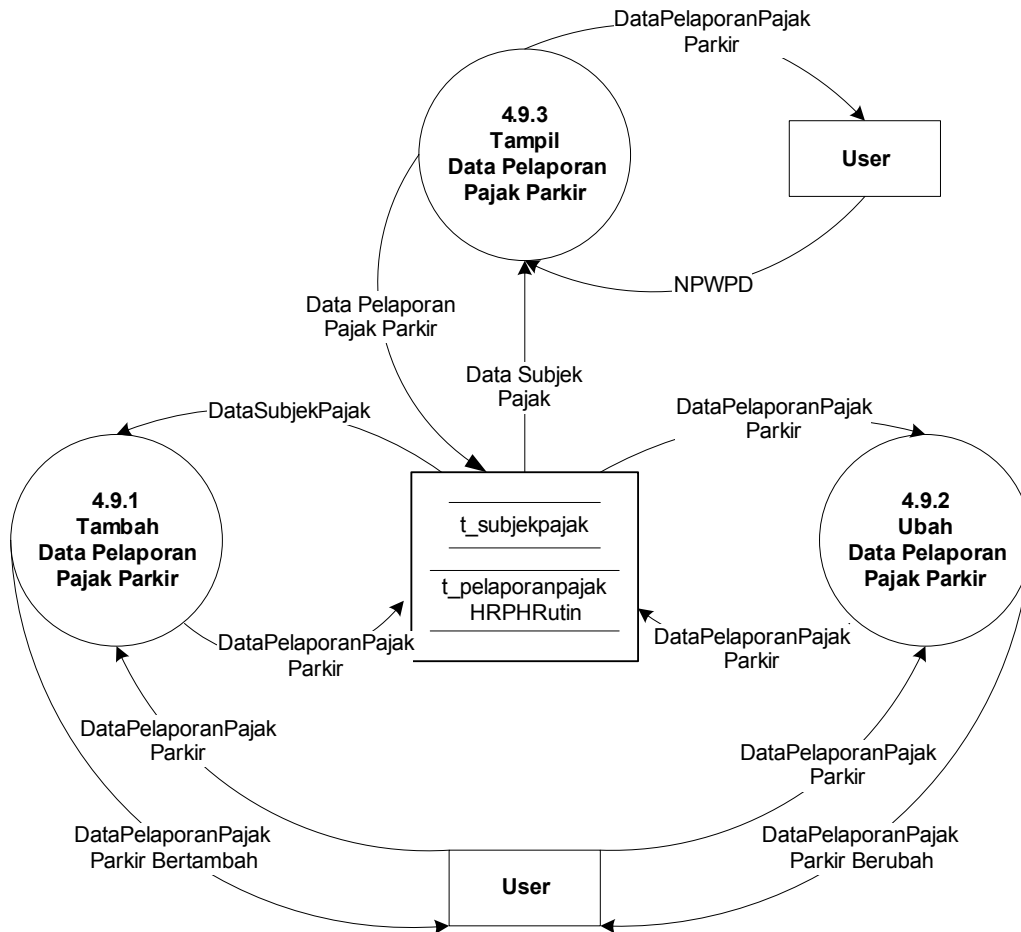 DataPelaporanPajak
Parkir
4.9.3
Tampil
Data Pelaporan
Pajak Parkir
User
NPWPD
Data Pelaporan
Pajak Parkir
Data Subjek
Pajak
DataSubjekPajak
DataPelaporanPajak
Parkir
4.9.1
Tambah
Data Pelaporan
Pajak Parkir
t_subjekpajak
t_pelaporanpajak
HRPHRutin
4.9.2
Ubah
Data Pelaporan
Pajak Parkir
DataPelaporanPajak
Parkir
DataPelaporanPajak
Parkir
DataPelaporanPajak
Parkir
DataPelaporanPajak
Parkir
DataPelaporanPajak
Parkir Bertambah
DataPelaporanPajak
Parkir Berubah
User